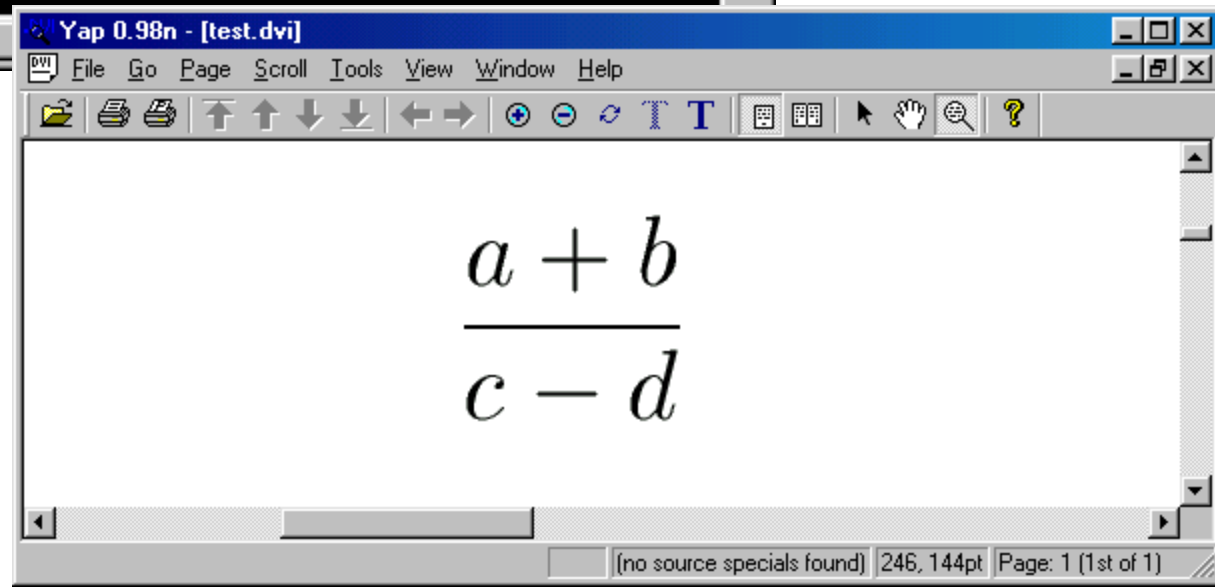 Yap 0.98n - [test.dvi]
DVI File Go Page Scroll Tools View Window Help
T T ?
a + b
c − d
(no source specials found) 246, 144pt Page: 1 (1st of 1)